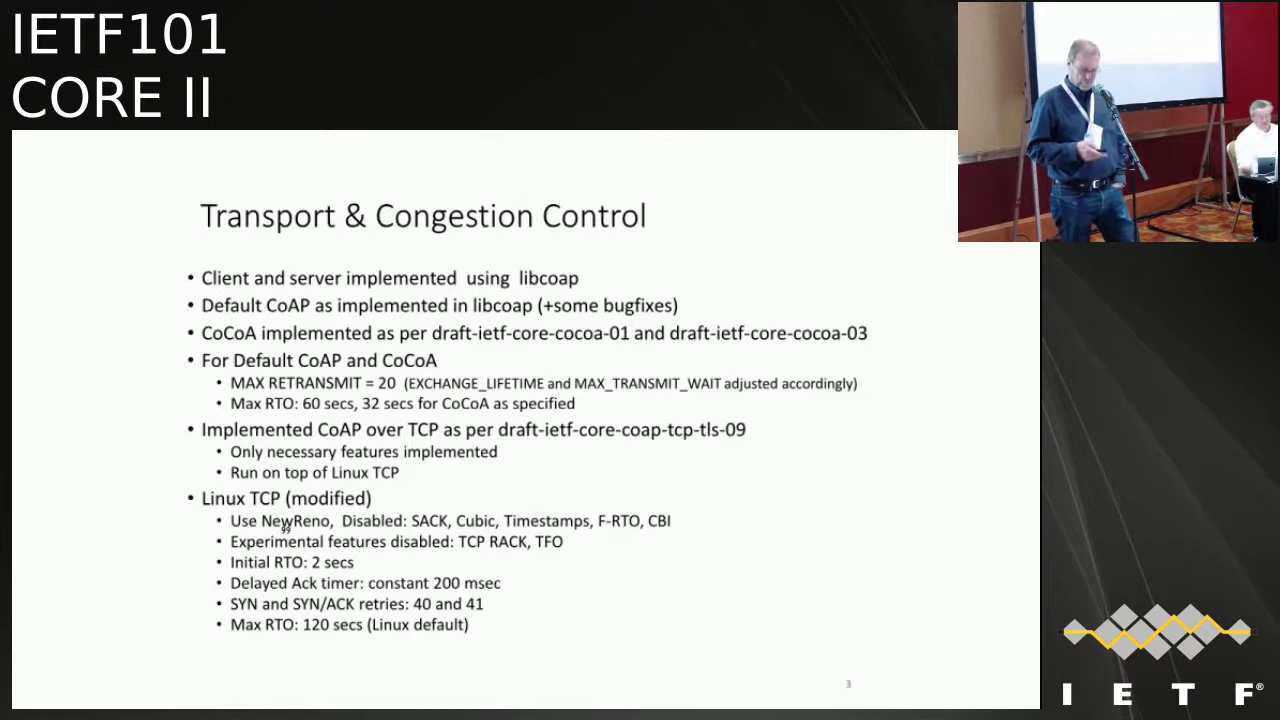 IETF101
CORE II
Transport & Congestion Control
• Client and server implemented using libcoap
• Default CoAP as implemented in libcoap (+some bugfixes)
• CoCoA implemented as per draft-ietf-core-cocoa-01 and draft-ietf-core-cocoa-03
• For Default CoAP and CoCoA
• MAX RETRANSMIT = 20 (EXCHANGE_LIFETIME and MAX_TRANSMIT_WAIT adjusted accordingly)
• Max RTO: 60 secs, 32 secs for CoCoA as specified
• Implemented CoAP over TCP as per draft-ietf-core-coap-tcp-tls-09
• Only necessary features implemented
• Run on top of Linux TCP
• Linux TCP (modified)
• Use NewReno, Disabled: SACK, Cubic, Timestamps, F-RTO, CBI
• Experimental features disabled: TCP RACK, TFO
• Initial RTO: 2 secs
• Delayed Ack timer: constant 200 msec
• SYN and SYN/ACK retries: 40 and 41
• Max RTO: 120 secs (Linux default)
3
I E T F®